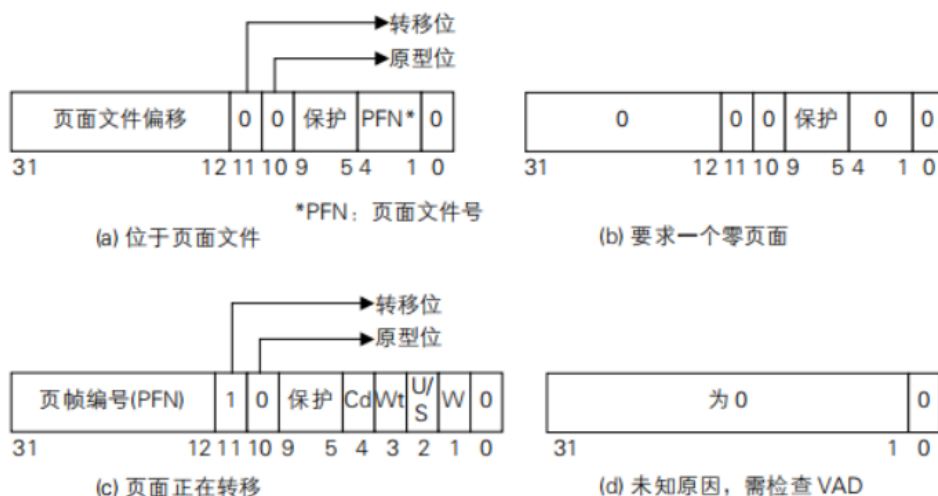 转移位
原型位
页面文件偏移 0 0 保护 PFN* 0
31 12 11 10 9 5 4 1 0
*PFN：页面文件号
(a) 位于页面文件
0 0 0 保护 0 0
31 12 11 10 9 5 4 1 0
(b) 要求一个零页面
转移位
原型位
页帧编号(PFN) 1 0 保护 Cd Wt U/S W 0
31 12 11 10 9 5 4 3 2 1 0
(c) 页面正在转移
为0 0
31 1 0
(d) 未知原因，需检查 VAD